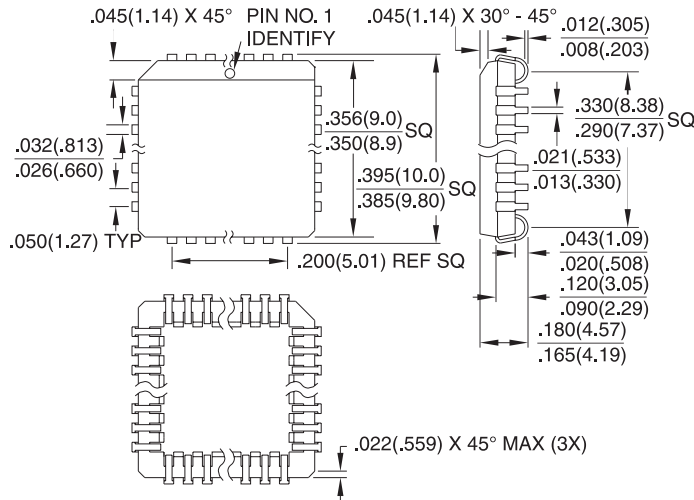 .045(1.14) X 45°
PIN NO. 1
IDENTIFY
.045(1.14) X 30° - 45°
.012(.305)
.008(.203)
.032(.813)
.026(.660)
.356(9.0)
.350(8.9)
SQ
.395(10.0)
.385(9.80)
SQ
.330(8.38)
.290(7.37)
SQ
.021(.533)
.013(.330)
.050(1.27) TYP
.200(5.01) REF SQ
.043(1.09)
.020(.508)
.120(3.05)
.090(2.29)
.180(4.57)
.165(4.19)
.022(.559) X 45° MAX (3X)